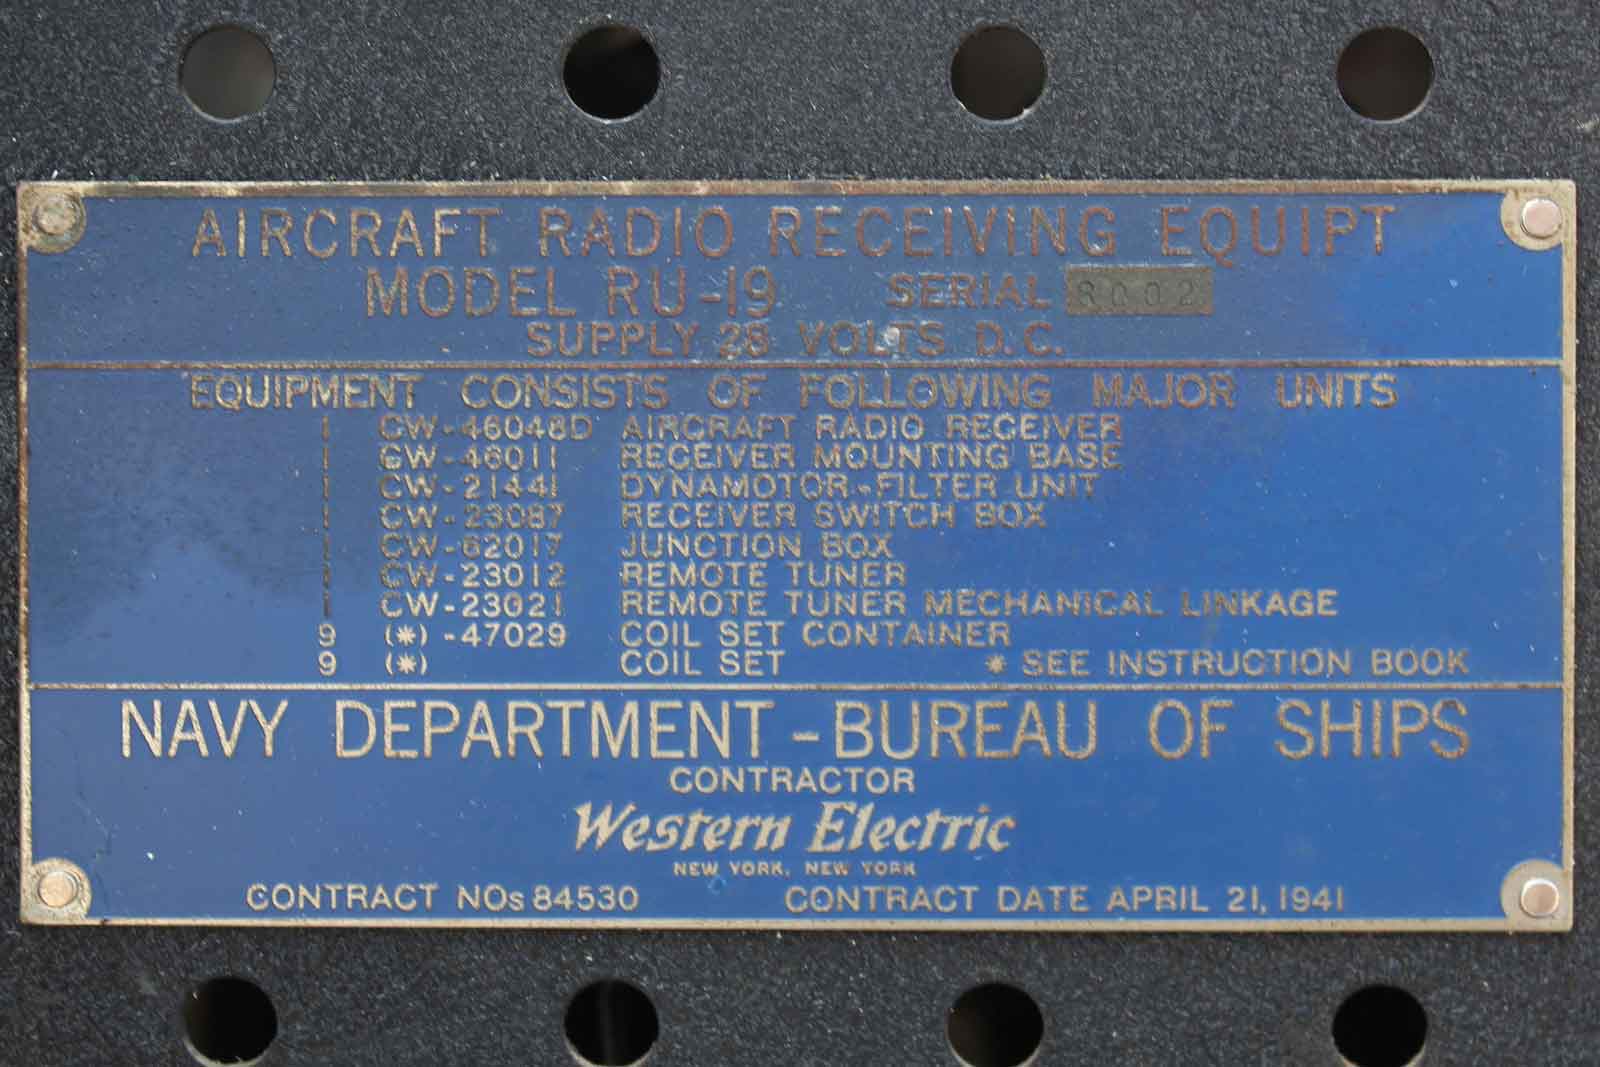 AIRCRAFT RADIO RECEIVING EQUIPT
MODEL RU-19 SERIAL 8002
SUPPLY 28 VOLTS D.C.
EQUIPMENT CONSISTS OF FOLLOWING MAJOR UNITS
1 CW-46048D AIRCRAFT RADIO RECEIVER
1 CW-46011 RECEIVER MOUNTING BASE
1 CW-21441 DYNAMOTOR-FILTER UNIT
1 CW-23087 RECEIVER SWITCH BOX
1 CW-62017 JUNCTION BOX
1 CW-23012 REMOTE TUNER
1 CW-23021 REMOTE TUNER MECHANICAL LINKAGE
9 (*)-47029 COIL SET CONTAINER
9 (*) COIL SET * SEE INSTRUCTION BOOK
NAVY DEPARTMENT-BUREAU OF SHIPS
CONTRACTOR
Western Electric
NEW YORK, NEW YORK
CONTRACT NOs 84530 CONTRACT DATE APRIL 21, 1941